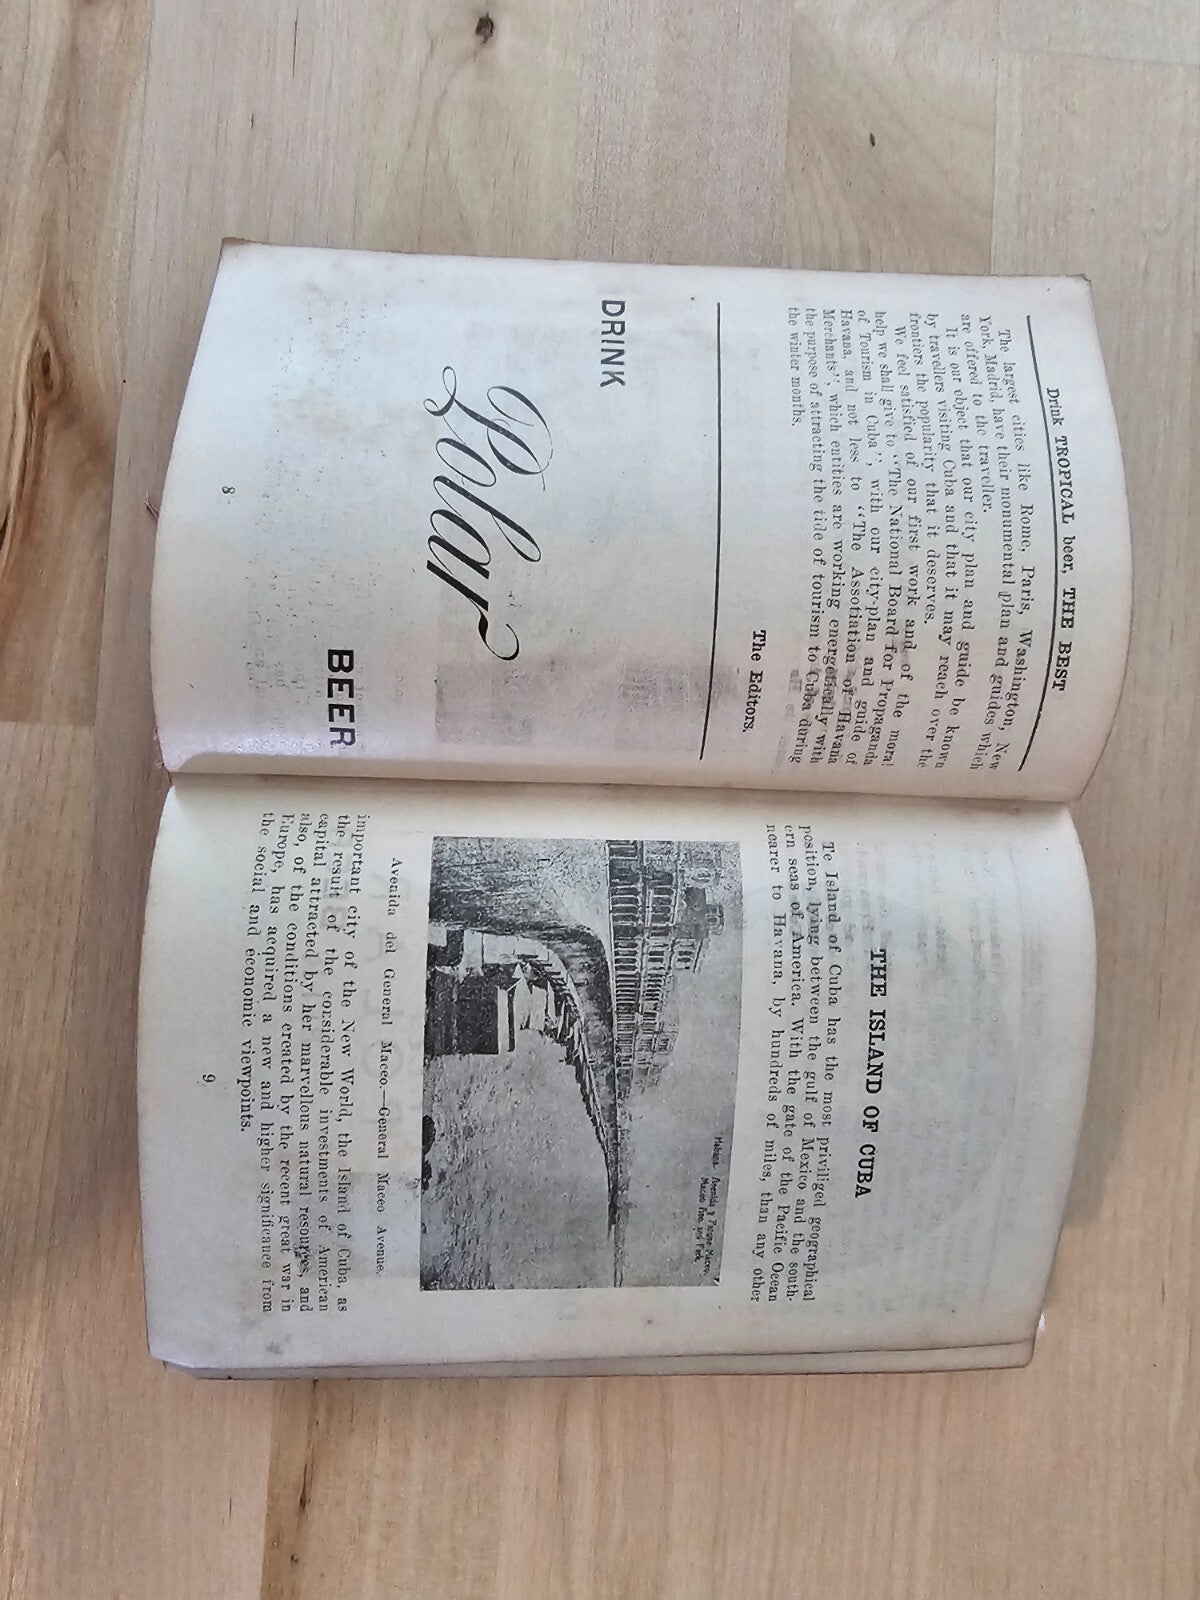 Drink TROPICAL beer, THE BEST
The largest cities like Rome, Paris, Washington, New
York, Madrid, have their monumental plan and guides which
are offered to the traveller.
It is our object that our city plan and guide be known
by travellers visiting Cuba and that it may reach over the
frontiers the popularity that it deserves.
We feel satisfied of our first work and of the moral
help we shall give to "The National Board for Propaganda
of Tourism in Cuba", with our city-plan and guide of
Havana, and not less to "The Assotiation of Havana
Merchants", which entities are working energetically with
the purpose of attracting the tide of tourism to Cuba during
the winter months.
The Editors.
DRINK
Polar
BEER
8
THE ISLAND OF CUBA
Te Island of Cuba has the most priviliged geographical
position, lying between the gulf of Mexico and the south-
ern seas of America. With the gate of the Pacific Ocean
nearer to Havana, by hundreds of miles, than any other
Habana. Avenida y Parque Maceo.
Maceo Ave. and Park.
Avenida del General Maceo.—General Maceo Avenue.
important city of the New World, the Island of Cuba, as
the result of the considerable investments of American
capital attracted by her marvellous natural resources, and
also, of the conditions created by the recent great war in
Europe, has acquired a new and higher significance from
the social and economic viewpoints.
9